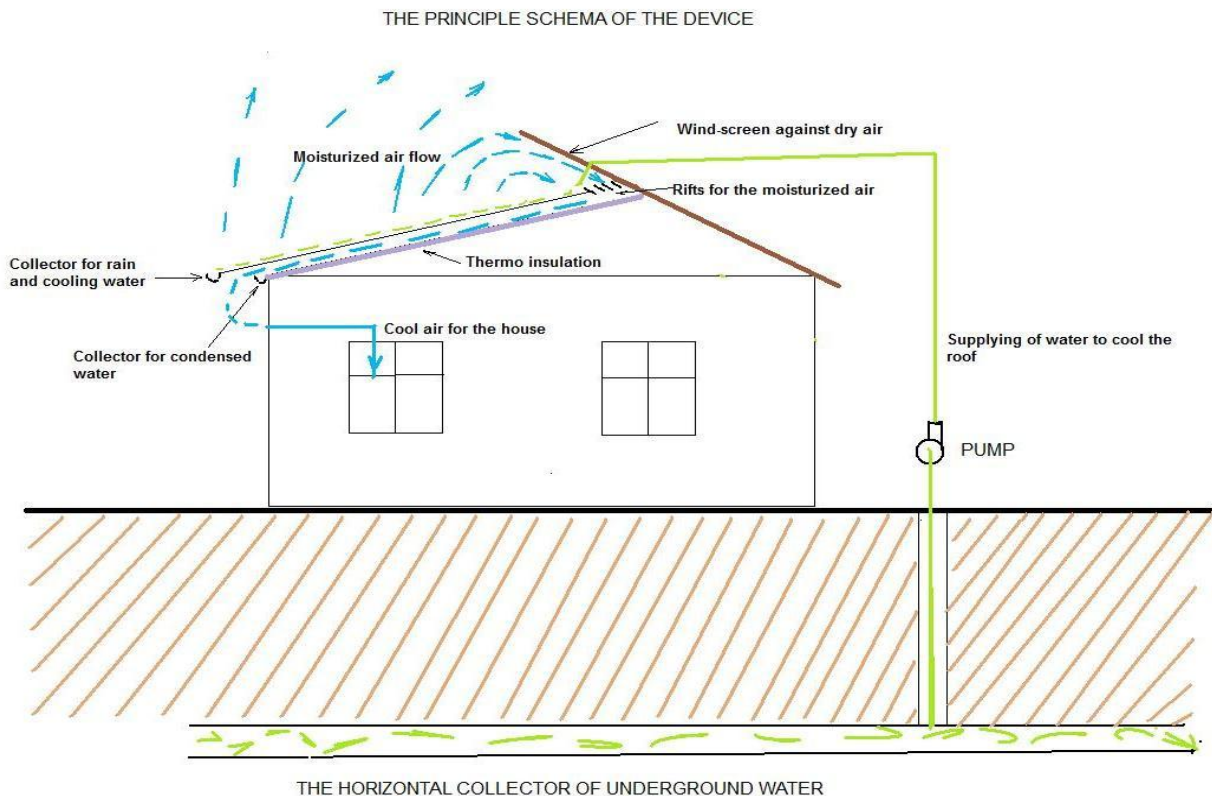 THE PRINCIPLE SCHEMA OF THE DEVICE
Wind-screen against dry air
Moisturized air flow
Rifts for the moisturized air
Collector for rain
and cooling water
Thermo insulation
Cool air for the house
Collector for condensed
water
Supplying of water to cool the
roof
PUMP
THE HORIZONTAL COLLECTOR OF UNDERGROUND WATER